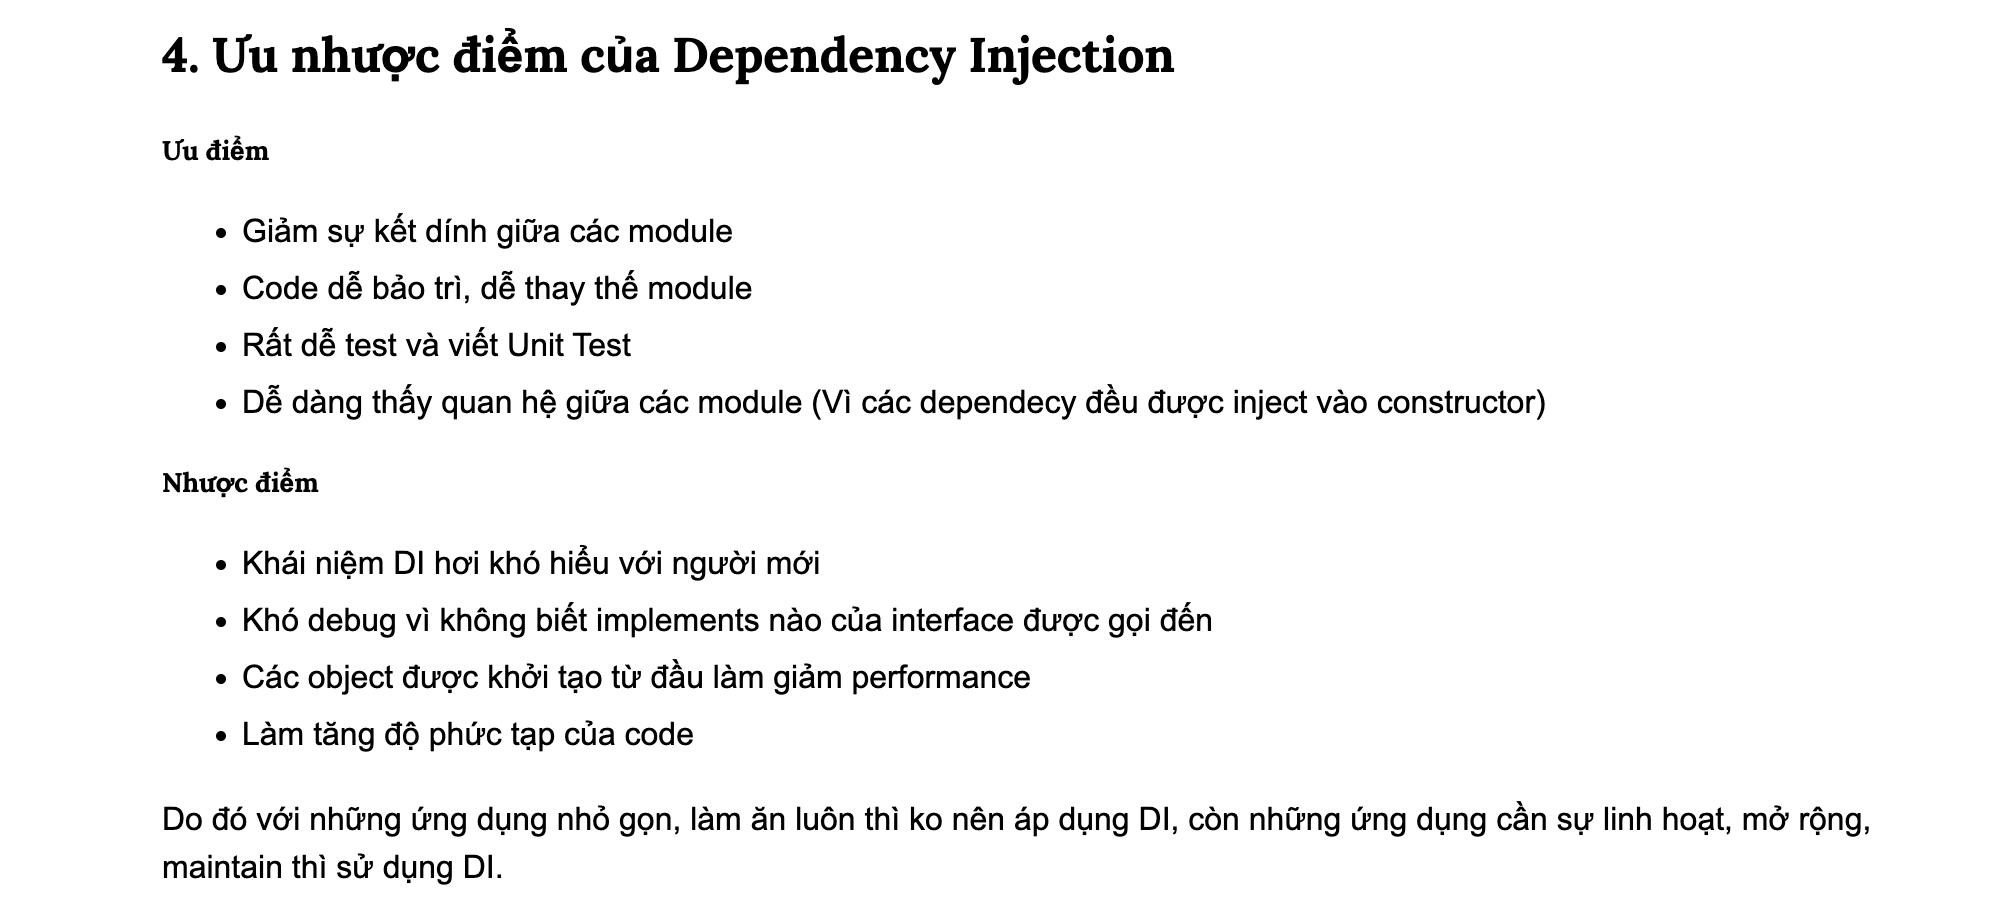 4. Ưu nhược điểm của Dependency Injection
Ưu điểm
• Giảm sự kết dính giữa các module
• Code dễ bảo trì, dễ thay thế module
• Rất dễ test và viết Unit Test
• Dễ dàng thấy quan hệ giữa các module (Vì các dependecy đều được inject vào constructor)
Nhược điểm
• Khái niệm DI hơi khó hiểu với người mới
• Khó debug vì không biết implements nào của interface được gọi đến
• Các object được khởi tạo từ đầu làm giảm performance
• Làm tăng độ phức tạp của code
Do đó với những ứng dụng nhỏ gọn, làm ăn luôn thì ko nên áp dụng DI, còn những ứng dụng cần sự linh hoạt, mở rộng,
maintain thì sử dụng DI.